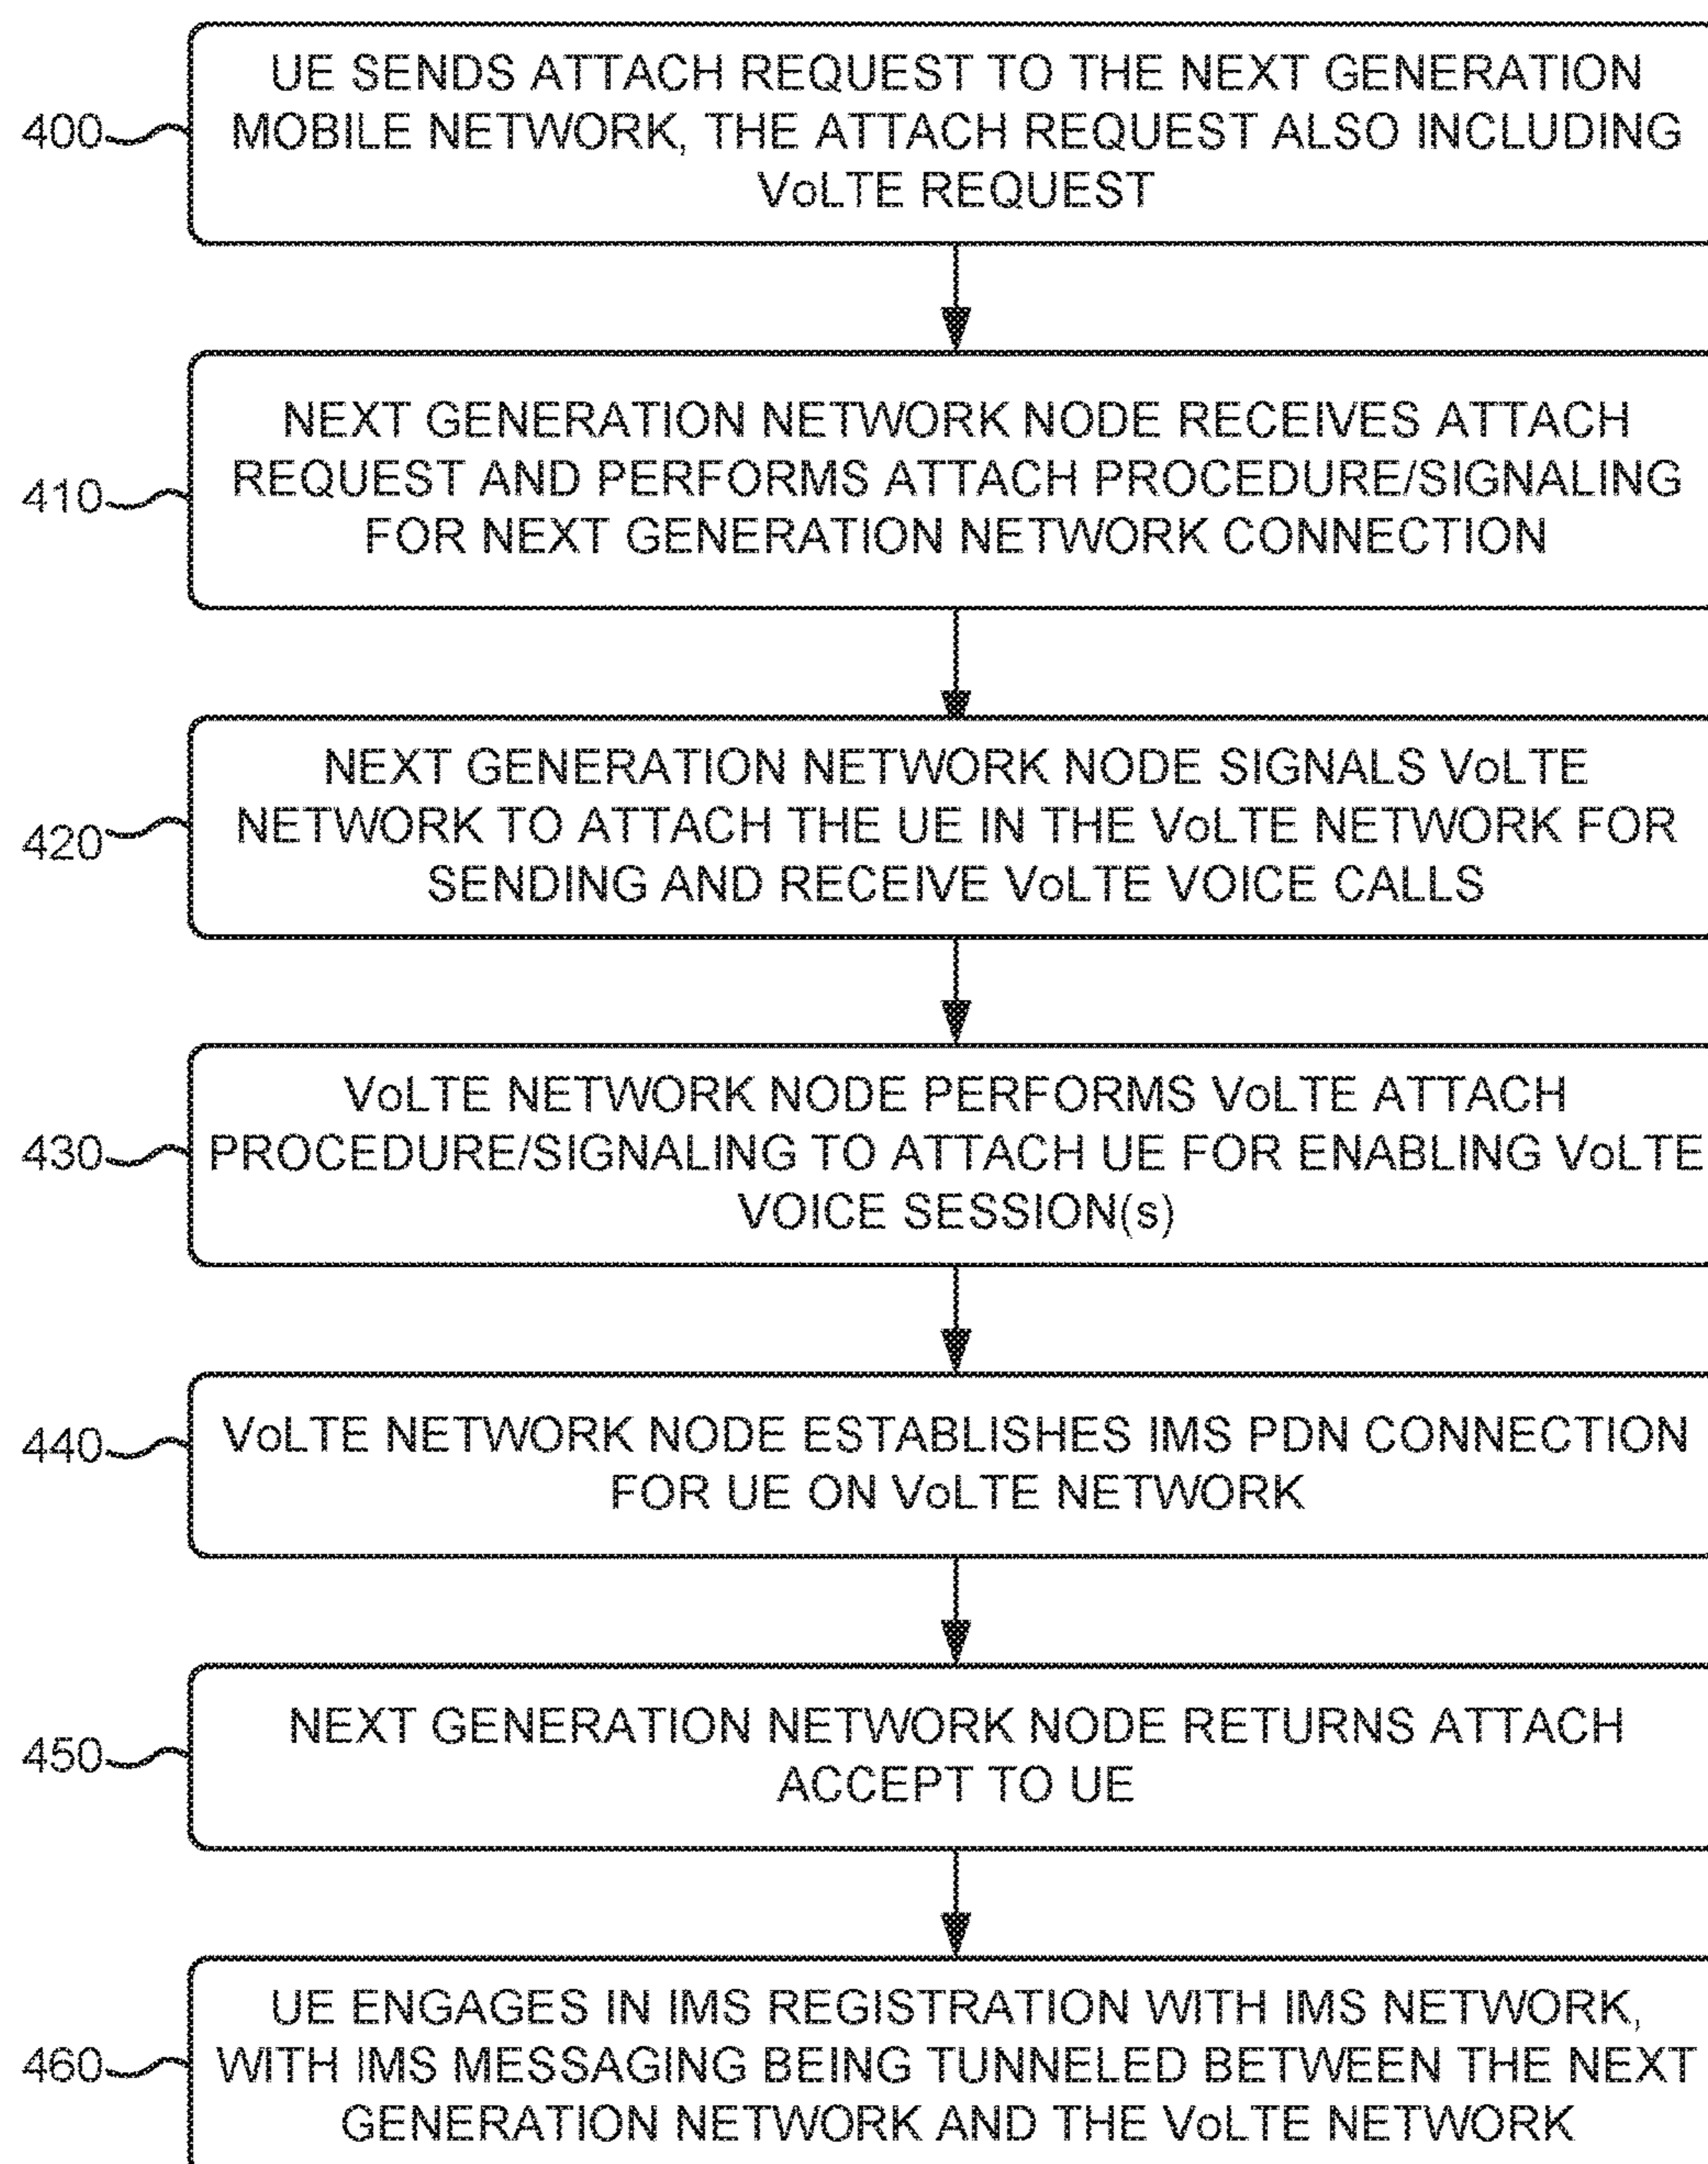 UE SENDS ATTACH REQUEST TO THE NEXT GENERATION
400
MOBILE NETWORK, THE ATTACH REQUEST ALSO INCLUDING
VoLTE REQUEST
NEXT GENERATION NETWORK NODE RECEIVES ATTACH
410
REQUEST AND PERFORMS ATTACH PROCEDURE/SIGNALING
FOR NEXT GENERATION NETWORK CONNECTION
NEXT GENERATION NETWORK NODE SIGNALS VoLTE
420
NETWORK TO ATTACH THE UE IN THE VoLTE NETWORK FOR
SENDING AND RECEIVE VoLTE VOICE CALLS
VoLTE NETWORK NODE PERFORMS VoLTE ATTACH
430
PROCEDURE/SIGNALING TO ATTACH UE FOR ENABLING VoLTE
VOICE SESSION(s)
440
VoLTE NETWORK NODE ESTABLISHES IMS PDN CONNECTION
FOR UE ON VoLTE NETWORK
450
NEXT GENERATION NETWORK NODE RETURNS ATTACH
ACCEPT TO UE
UE ENGAGES IN IMS REGISTRATION WITH IMS NETWORK,
460
WITH IMS MESSAGING BEING TUNNELED BETWEEN THE NEXT
GENERATION NETWORK AND THE VoLTE NETWORK